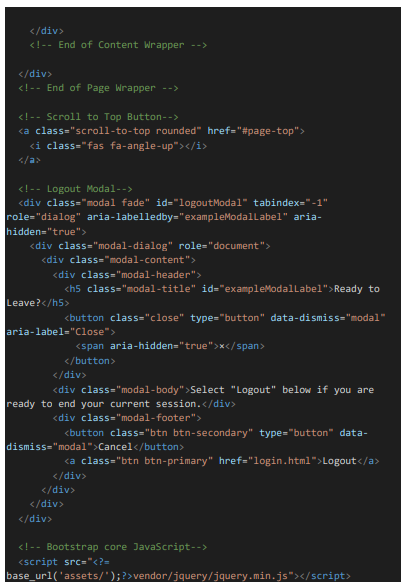 </div>
<!-- End of Content Wrapper -->
</div>
<!-- End of Page Wrapper -->
<!-- Scroll to Top Button-->
<a class="scroll-to-top rounded" href="#page-top">
<i class="fas fa-angle-up"></i>
</a>
<!-- Logout Modal-->
<div class="modal fade" id="logoutModal" tabindex="-1"
role="dialog" aria-labelledby="exampleModalLabel" aria-
hidden="true">
<div class="modal-dialog" role="document">
<div class="modal-content">
<div class="modal-header">
<h5 class="modal-title" id="exampleModalLabel">Ready to
Leave?</h5>
<button class="close" type="button" data-dismiss="modal"
aria-label="Close">
<span aria-hidden="true">×</span>
</button>
</div>
<div class="modal-body">Select "Logout" below if you are
ready to end your current session.</div>
<div class="modal-footer">
<button class="btn btn-secondary" type="button" data-
dismiss="modal">Cancel</button>
<a class="btn btn-primary" href="login.html">Logout</a>
</div>
</div>
</div>
</div>
<!-- Bootstrap core JavaScript-->
<script src="<?=
base_url('assets/');?>vendor/jquery/jquery.min.js"></script>